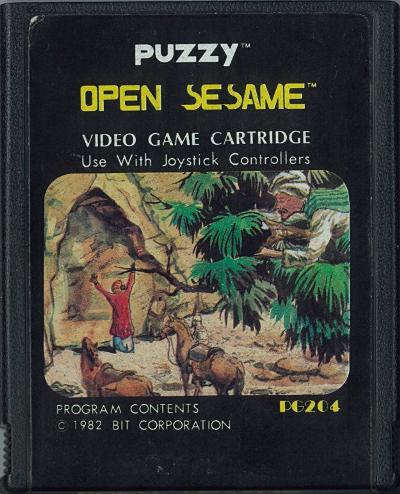 PUZZY™
OPEN SESAME™
VIDEO GAME CARTRIDGE
Use With Joystick Controllers
PROGRAM CONTENTS PG204
© 1982 BIT CORPORATION